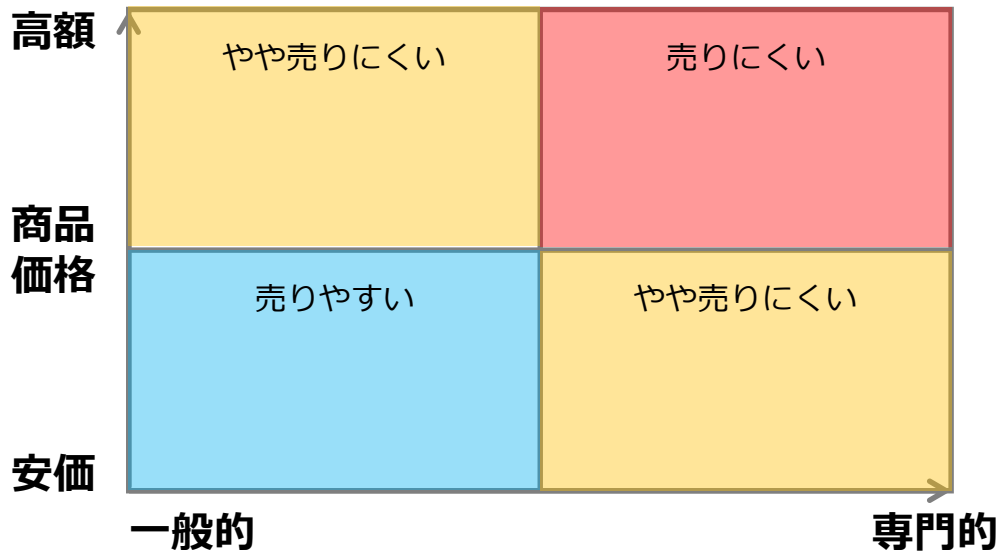 高額
やや売りにくい
売りにくい
商品
価格
売りやすい
やや売りにくい
安価
一般的
専門的